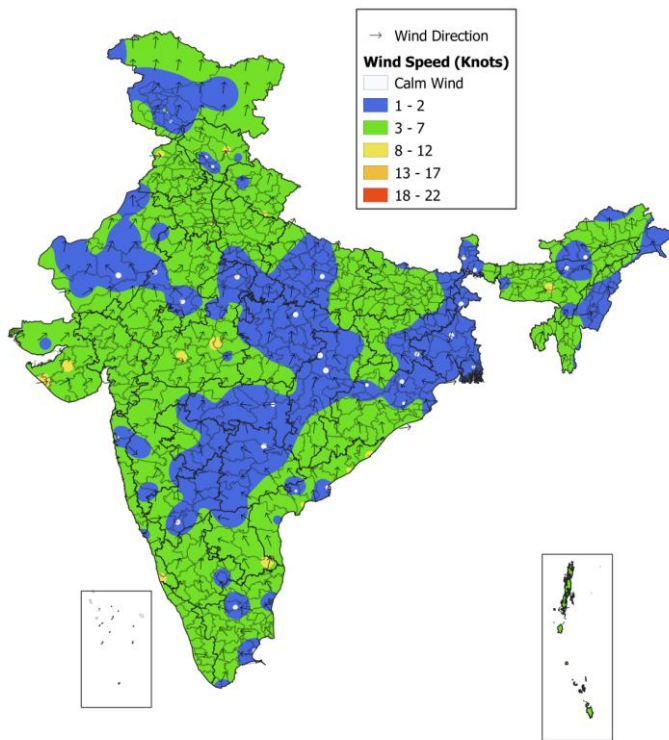 Wind Direction
Wind Speed (Knots)
Calm Wind
1 - 2
3 - 7
8 - 12
13 - 17
18 - 22